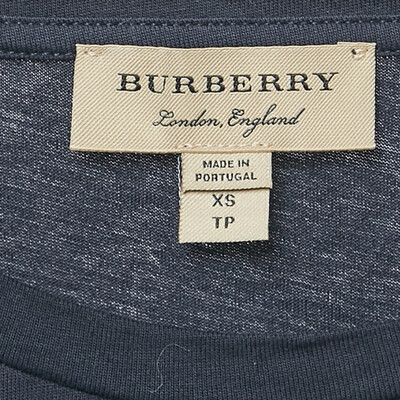 BURBERRY
London, England
MADE IN
PORTUGAL
XS
TP